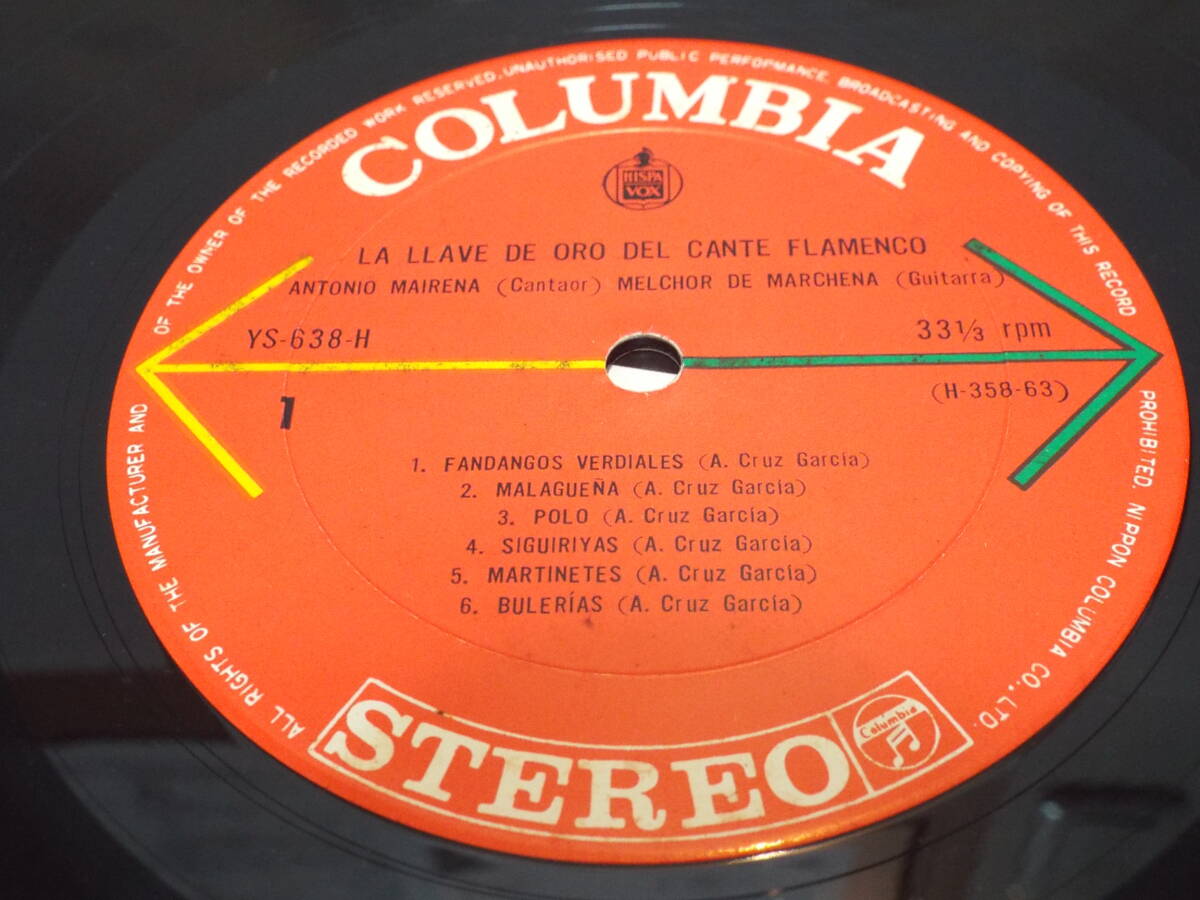 ALL RIGHTS OF THE MANUFACTURER AND OF THE OWNER OF THE RECORDED WORK RESERVED. UNAUTHORISED PUBLIC PERFORMANCE. BROADCASTING AND COPYING OF THIS RECORD PROHIBITED. NIPPON COLUMBIA CO., LTD.
COLUMBIA
HISPA
VOX
LA LLAVE DE ORO DEL CANTE FLAMENCO
ANTONIO MAIRENA (Cantaor) MELCHOR DE MARCHENA (Guitarra)
YS-638-H
33 1/3 rpm
1
(H-358-63)
1. FANDANGOS VERDIALES (A. Cruz García)
2. MALAGUEÑA (A. Cruz García)
3. POLO (A. Cruz García)
4. SIGUIRIYAS (A. Cruz García)
5. MARTINETES (A. Cruz García)
6. BULERÍAS (A. Cruz García)
STEREO
Columbia